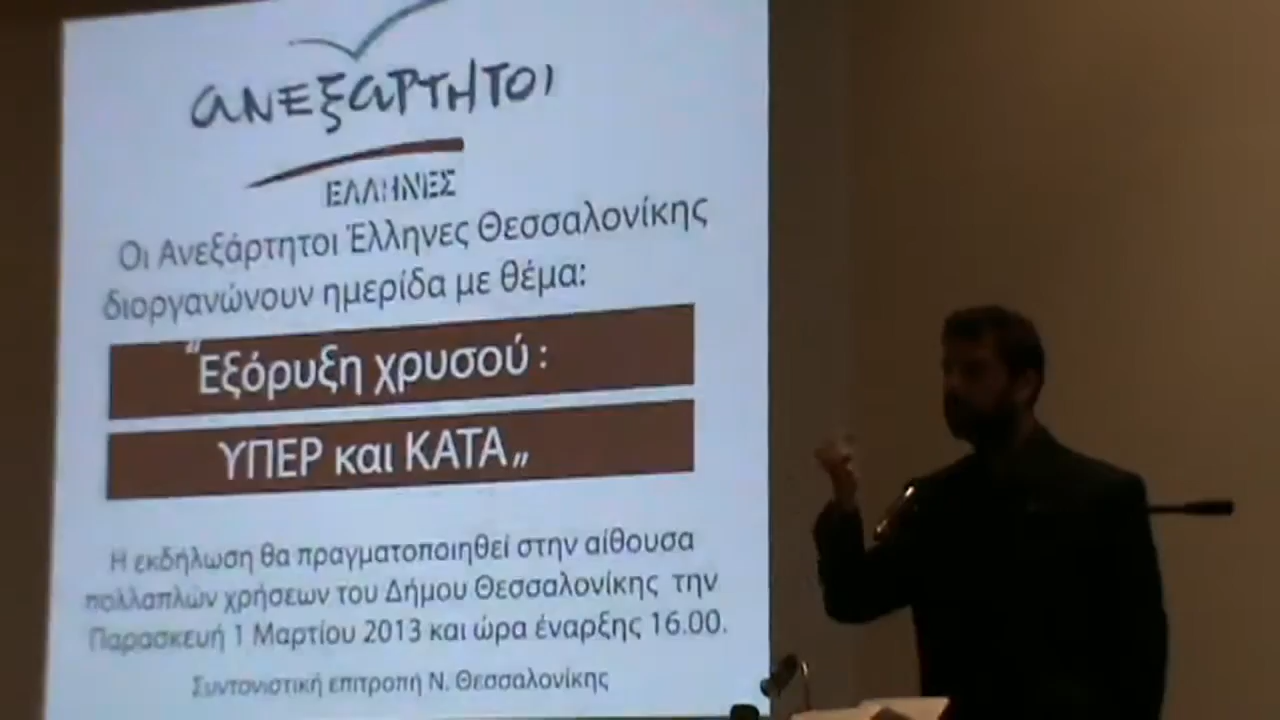 ανεξαρτητοι
ΕΛΛΗΝΕΣ
Οι Ανεξάρτητοι Έλληνες Θεσσαλονίκης
διοργανώνουν ημερίδα με θέμα:
“Εξόρυξη χρυσού :
ΥΠΕΡ και ΚΑΤΑ„
Η εκδήλωση θα πραγματοποιηθεί στην αίθουσα
πολλαπλών χρήσεων του Δήμου Θεσσαλονίκης την
Παρασκευή 1 Μαρτίου 2013 και ώρα έναρξης 16.00.
Συντονιστική επιτροπή Ν. Θεσσαλονίκης